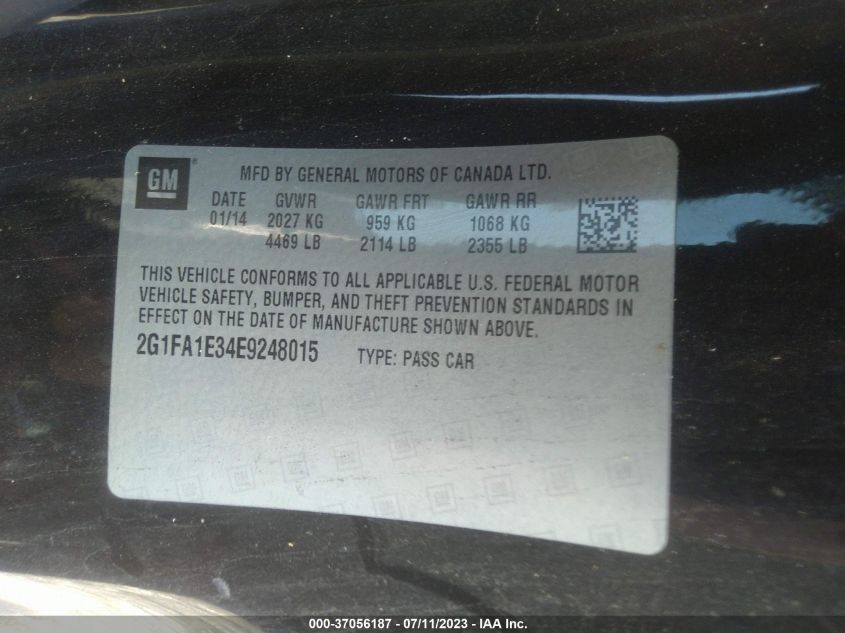 GM®
MFD BY GENERAL MOTORS OF CANADA LTD.
DATE GVWR GAWR FRT GAWR RR
01/14 2027 KG 959 KG 1068 KG
4469 LB 2114 LB 2355 LB
THIS VEHICLE CONFORMS TO ALL APPLICABLE U.S. FEDERAL MOTOR
VEHICLE SAFETY, BUMPER, AND THEFT PREVENTION STANDARDS IN
EFFECT ON THE DATE OF MANUFACTURE SHOWN ABOVE.
2G1FA1E34E9248015 TYPE: PASS CAR
000-37056187 - 07/11/2023 - IAA Inc.